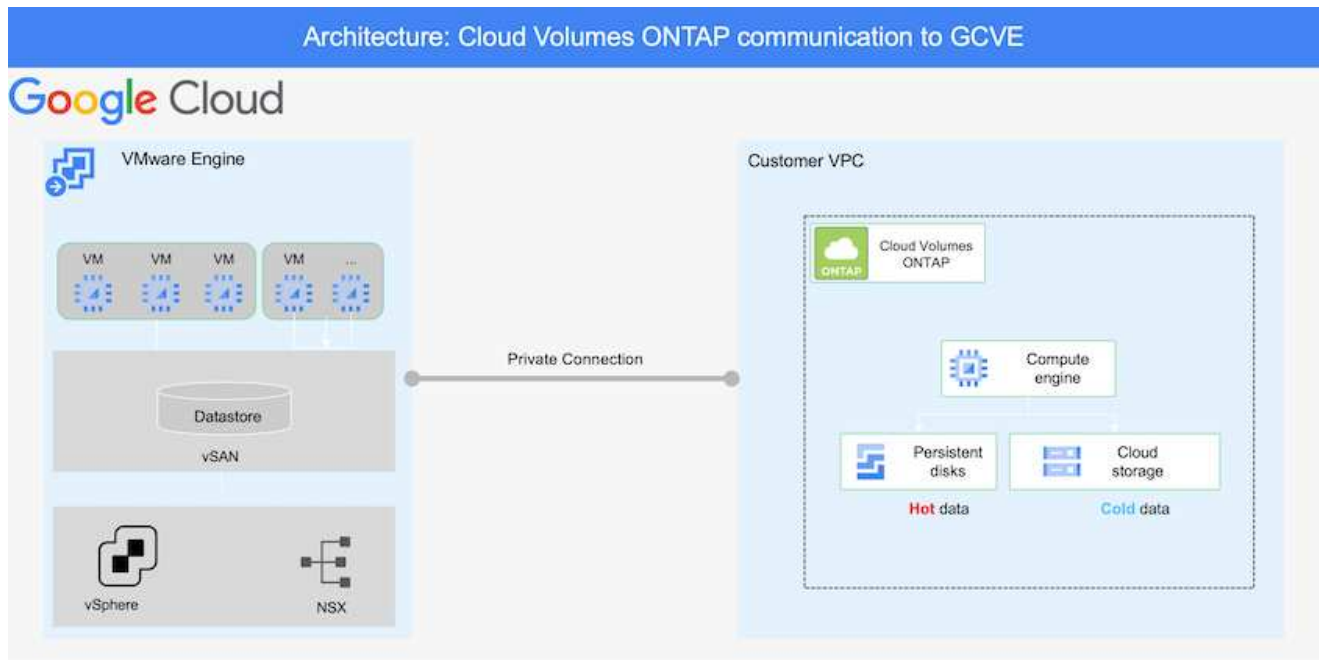 Architecture: Cloud Volumes ONTAP communication to GCVE
Google Cloud
VMware Engine
VM VM VM VM ...
Datastore
vSAN
vSphere
NSX
Private Connection
Customer VPC
ONTAP
Cloud Volumes
ONTAP
Compute
engine
Persistent
disks
Hot data
Cloud
storage
Cold data